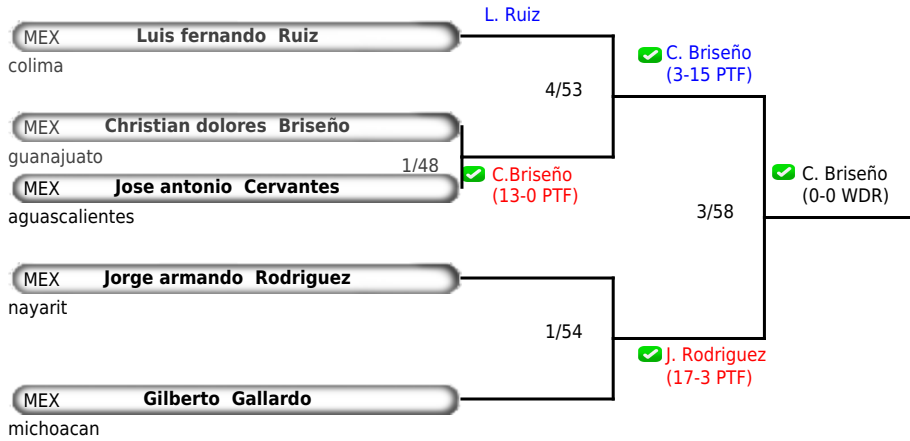 L. Ruiz
MEX Luis fernando Ruiz
colima
C. Briseño
(3-15 PTF)
4/53
MEX Christian dolores Briseño
guanajuato
1/48
C.Briseño
(13-0 PTF)
MEX Jose antonio Cervantes
aguascalientes
C. Briseño
(0-0 WDR)
3/58
MEX Jorge armando Rodriguez
nayarit
1/54
J. Rodriguez
(17-3 PTF)
MEX Gilberto Gallardo
michoacan